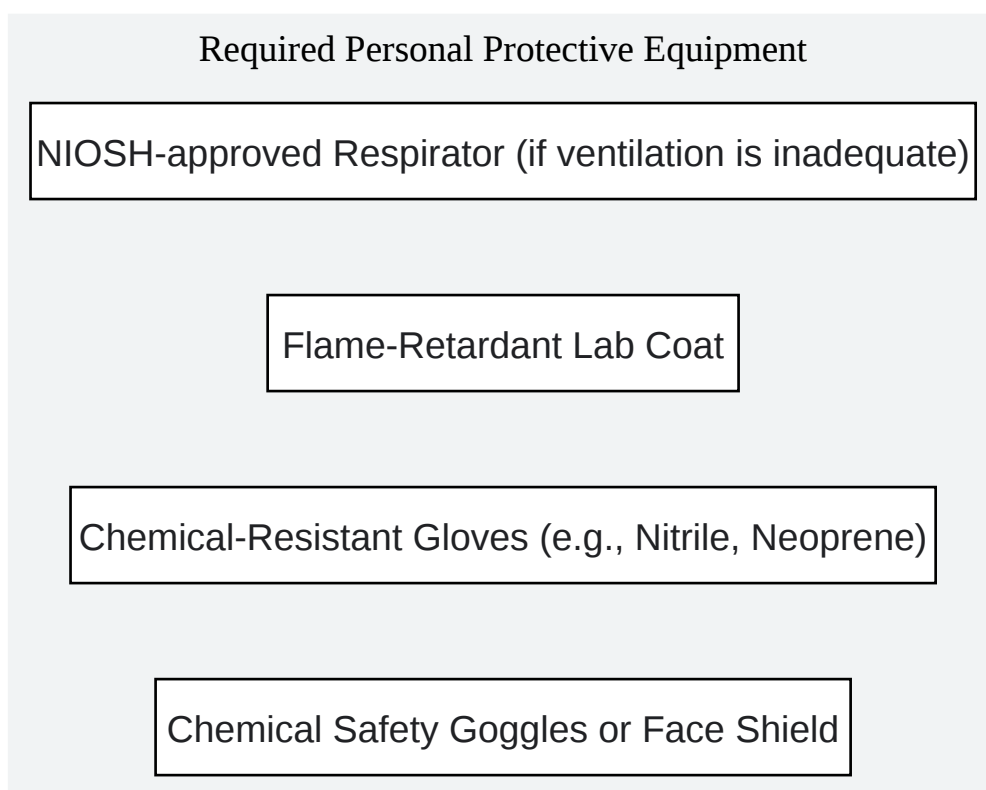 Required Personal Protective Equipment
NIOSH-approved Respirator (if ventilation is inadequate)
Flame-Retardant Lab Coat
Chemical-Resistant Gloves (e.g., Nitrile, Neoprene)
Chemical Safety Goggles or Face Shield